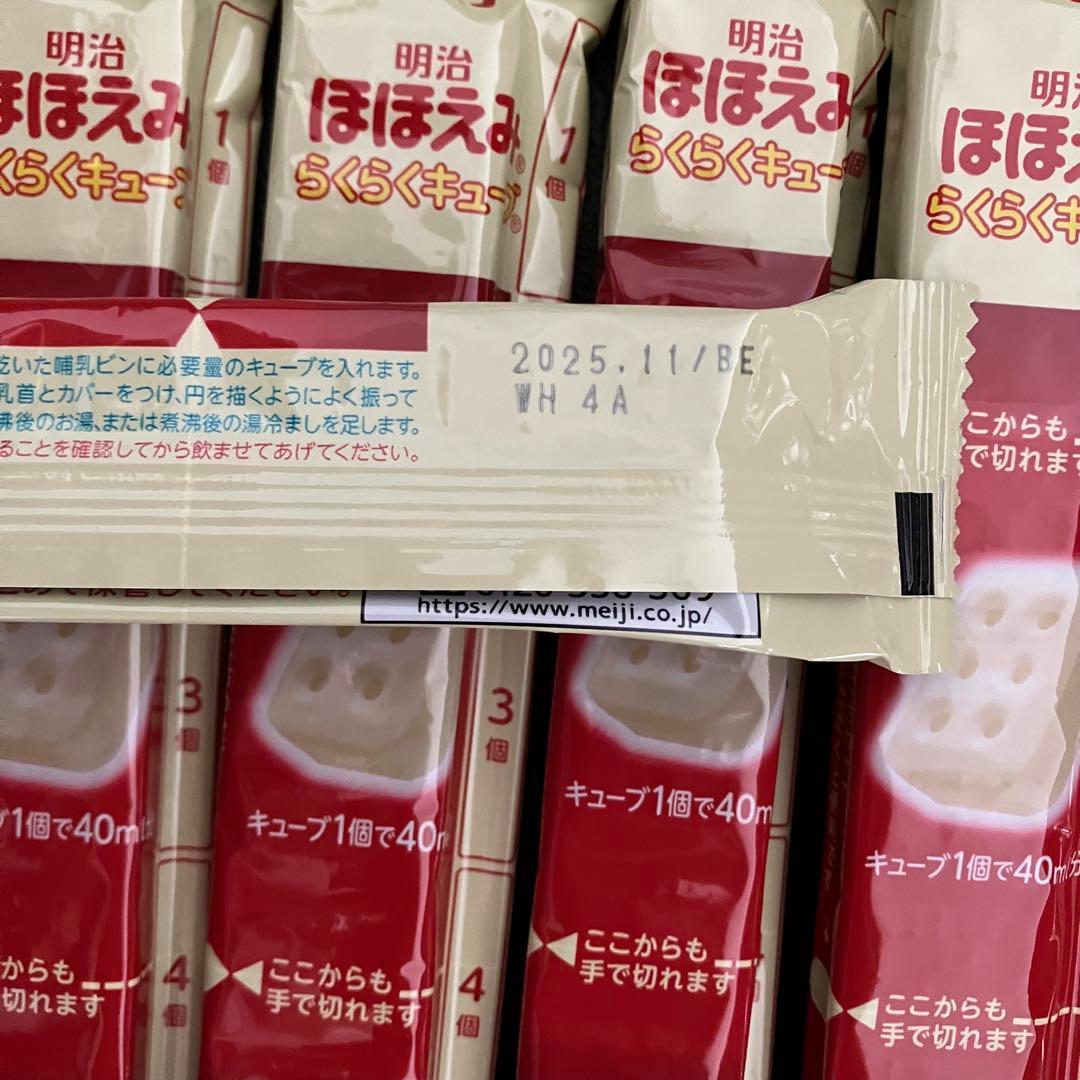 明治
ほほえみ
らくらくキューブ
1
個
明治
ほほえみ®
らくらくキューブ®
1
個
明治
ほほえみ
らくらくキュー
個
明治
ほほえ
らくらくキ
乾いた哺乳ビンに必要量のキューブを入れます。
乳首とカバーをつけ、円を描くようによく振って
沸後のお湯、または煮沸後の湯冷ましを足します。
ることを確認してから飲ませてあげてください。
2025.11/BE
WH 4A
https://www.meiji.co.jp/
こからも
で切れます
3
個
3
個
ブ1個で40ml
キューブ1個で40m
キューブ1個で40m
キューブ1個で40ml
からも
切れます
4
個
ここからも
手で切れます
4
個
ここからも
手で切れます
ここからも
手で切れます